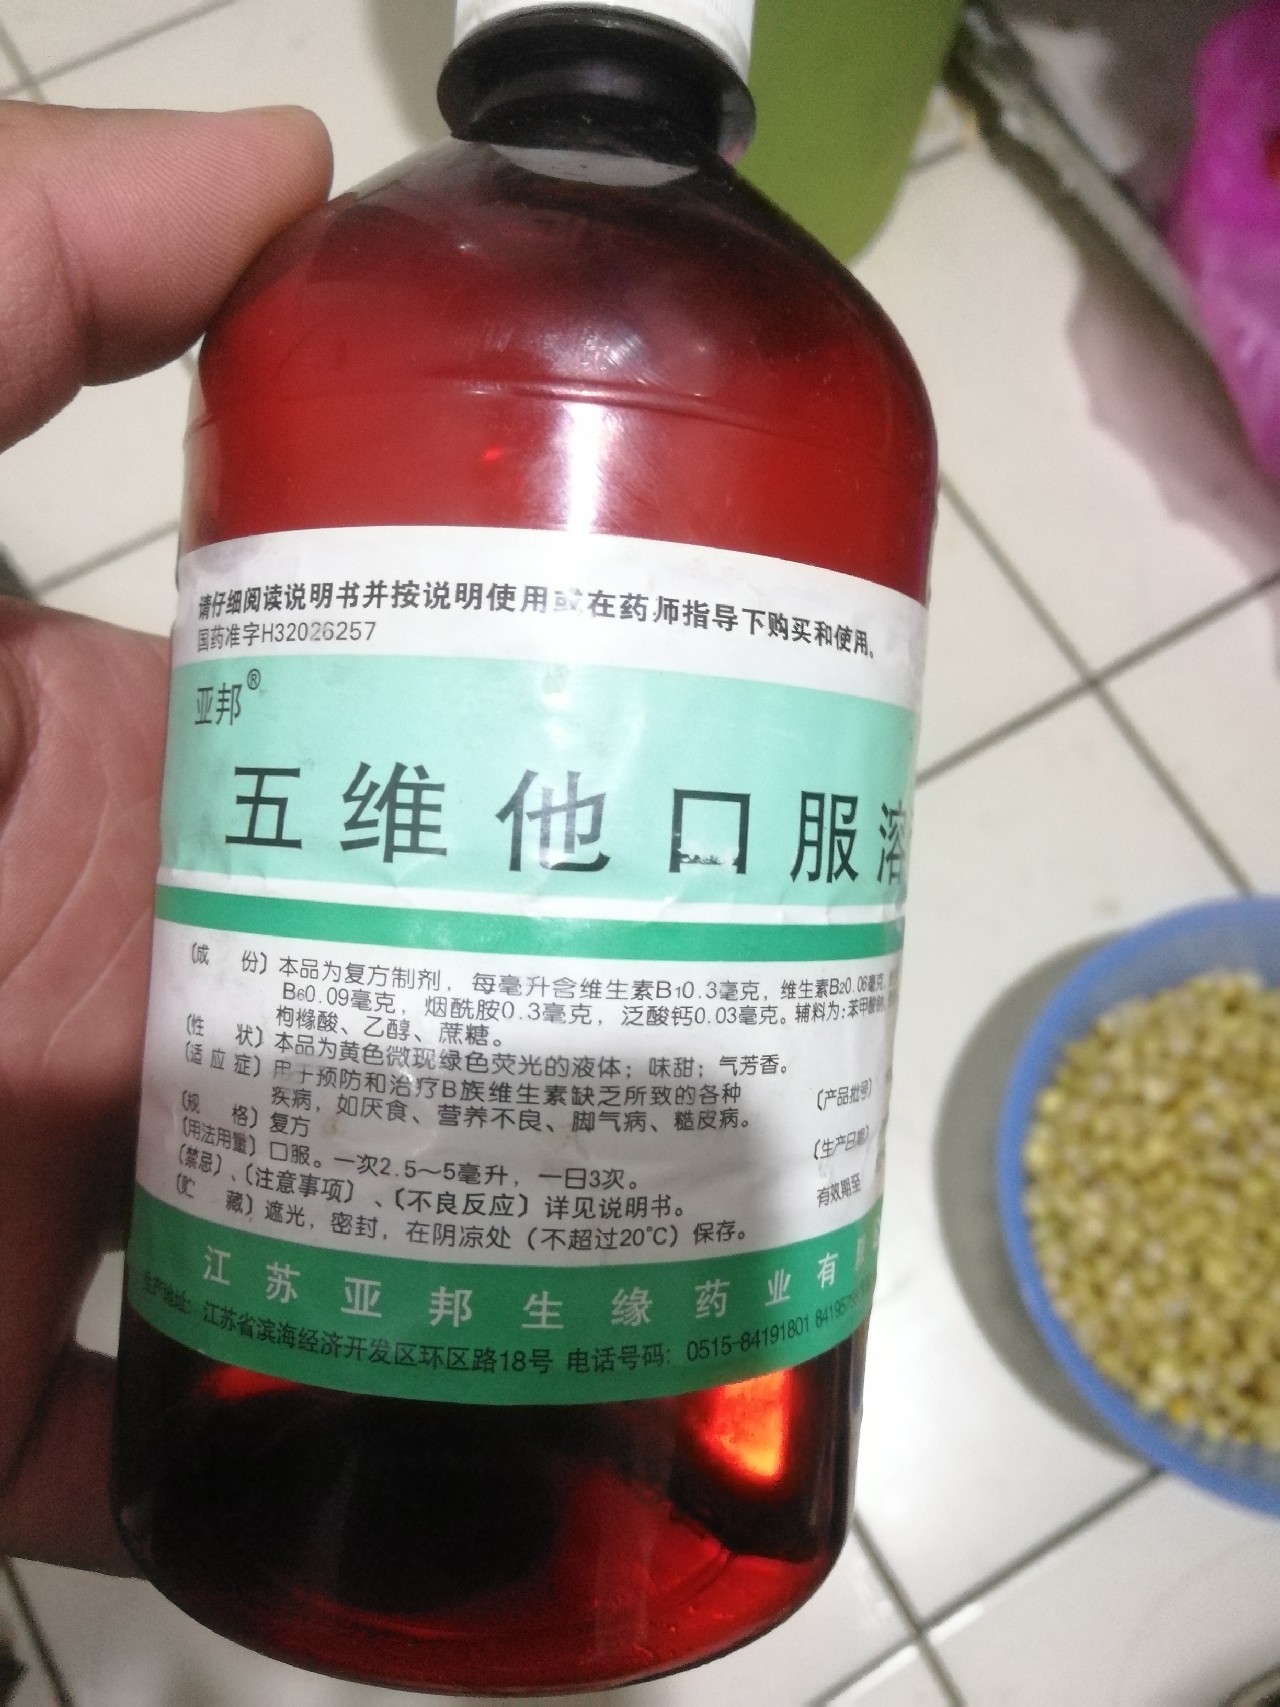 请仔细阅读说明书并按说明使用或在药师指导下购买和使用。
国药准字H32026257
亚邦®
五维他口服溶
〔成份〕本品为复方制剂，每毫升含维生素B₁0.3毫克，维生素B₂0.06毫克，
B₆0.09毫克，烟酰胺0.3毫克，泛酸钙0.03毫克。辅料为：苯甲酸钠、
枸橼酸、乙醇、蔗糖。
〔性状〕本品为黄色微现绿色荧光的液体；味甜；气芳香。
〔适应症〕用于预防和治疗B族维生素缺乏所致的各种
疾病，如厌食、营养不良、脚气病、糙皮病。
〔规格〕复方
〔用法用量〕口服。一次2.5～5毫升，一日3次。
〔禁忌〕、〔注意事项〕、〔不良反应〕详见说明书。
〔贮藏〕遮光，密封，在阴凉处（不超过20℃）保存。
〔产品批号〕
〔生产日期〕
有效期至
江苏亚邦生缘药业有限
生产地址：江苏省滨海经济开发区环区路18号 电话号码：0515-84191801